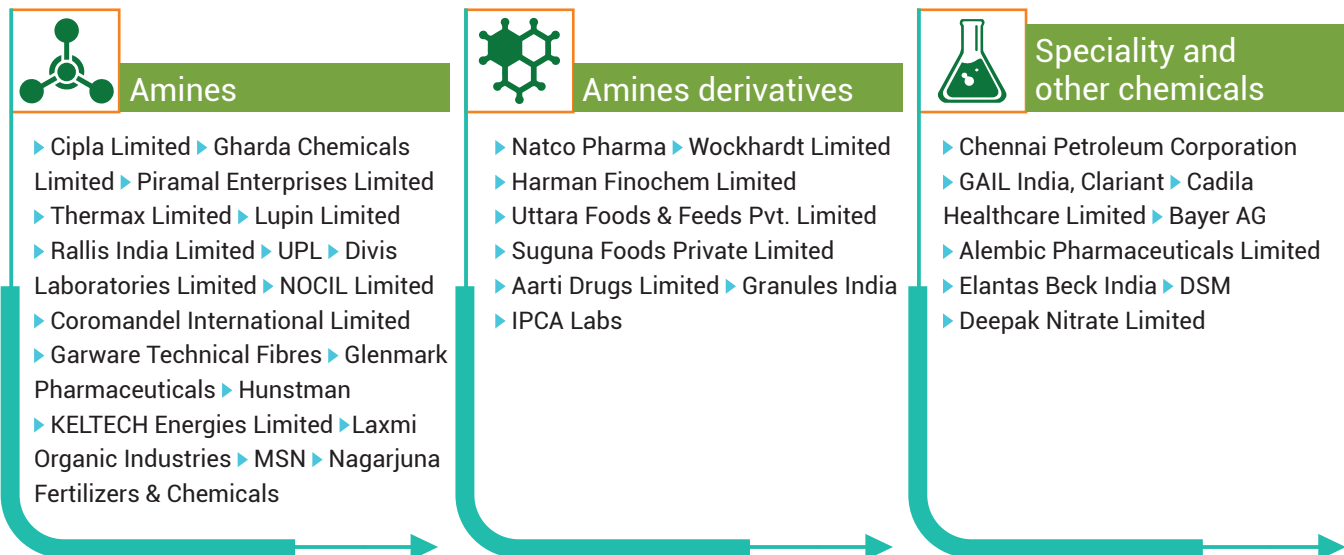 Amines
▸ Cipla Limited ▸ Gharda Chemicals
Limited ▸ Piramal Enterprises Limited
▸ Thermax Limited ▸ Lupin Limited
▸ Rallis India Limited ▸ UPL ▸ Divis
Laboratories Limited ▸ NOCIL Limited
▸ Coromandel International Limited
▸ Garware Technical Fibres ▸ Glenmark
Pharmaceuticals ▸ Hunstman
▸ KELTECH Energies Limited ▸Laxmi
Organic Industries ▸ MSN ▸ Nagarjuna
Fertilizers & Chemicals
Amines derivatives
▸ Natco Pharma ▸ Wockhardt Limited
▸ Harman Finochem Limited
▸ Uttara Foods & Feeds Pvt. Limited
▸ Suguna Foods Private Limited
▸ Aarti Drugs Limited ▸ Granules India
▸ IPCA Labs
Speciality and
other chemicals
▸ Chennai Petroleum Corporation
▸ GAIL India, Clariant ▸ Cadila
Healthcare Limited ▸ Bayer AG
▸ Alembic Pharmaceuticals Limited
▸ Elantas Beck India ▸ DSM
▸ Deepak Nitrate Limited